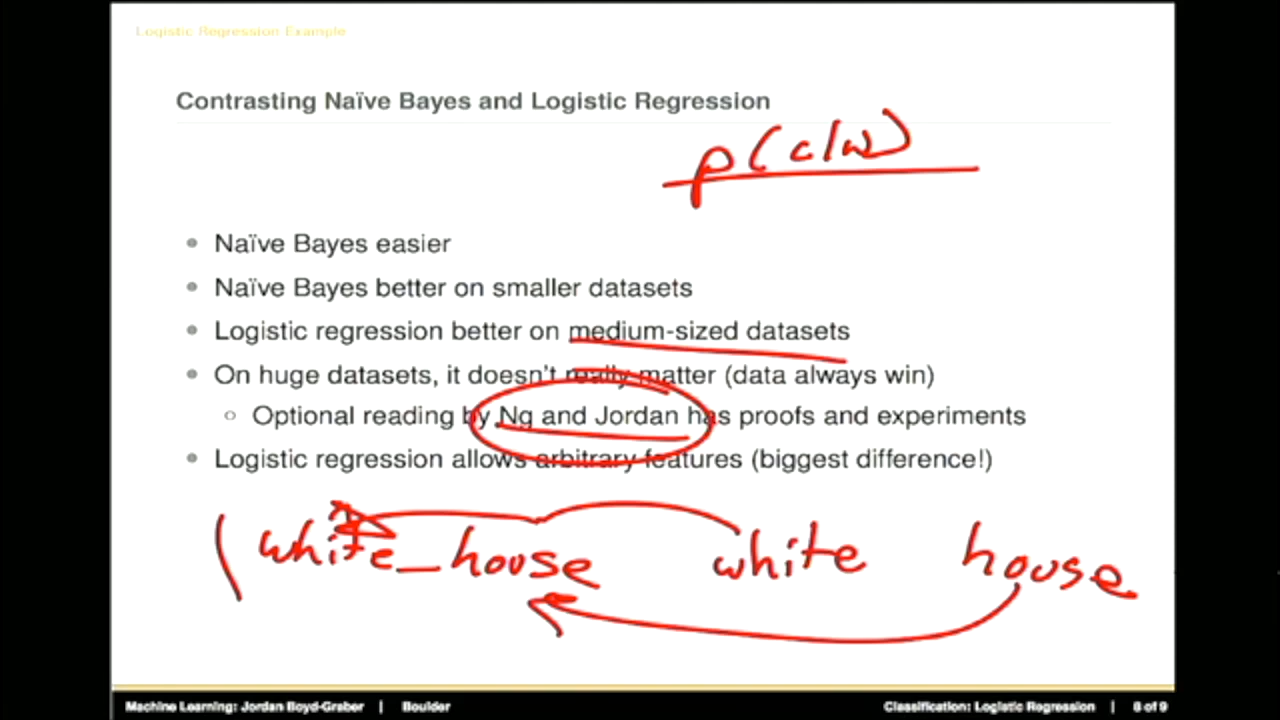 Logistic Regression Example
Contrasting Naïve Bayes and Logistic Regression
p(c|w)
Naïve Bayes easier
Naïve Bayes better on smaller datasets
Logistic regression better on medium-sized datasets
On huge datasets, it doesn't really matter (data always win)
Optional reading by Ng and Jordan has proofs and experiments
Logistic regression allows arbitrary features (biggest difference!)
white_house white house
Machine Learning: Jordan Boyd-Graber | Boulder Classification: Logistic Regression | 8 of 9